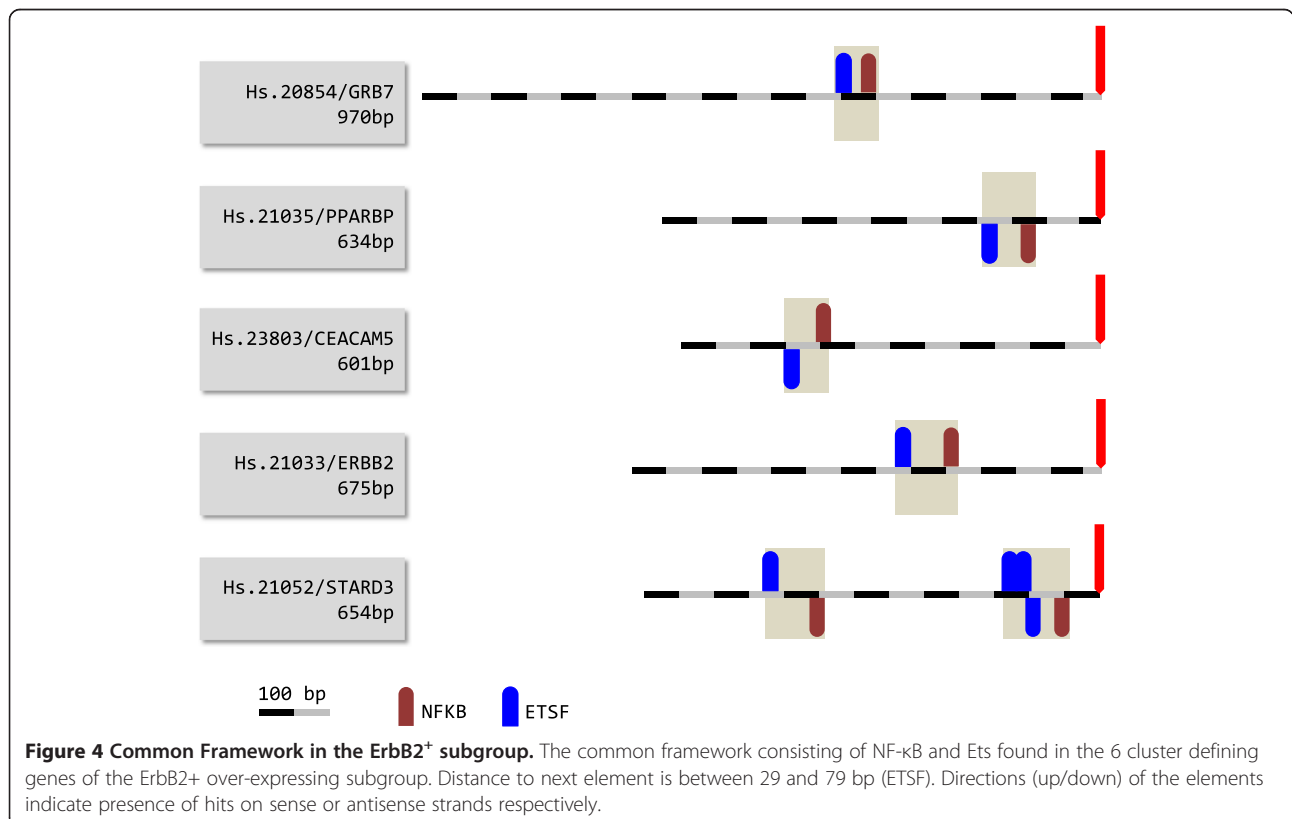 Hs.20854/GRB7
970bp
Hs.21035/PPARBP
634bp
Hs.23803/CEACAM5
601bp
Hs.21033/ERBB2
675bp
Hs.21052/STARD3
654bp
100 bp
NFKB
ETSF
Figure 4 Common Framework in the ErbB2⁺ subgroup. The common framework consisting of NF-κB and Ets found in the 6 cluster defining
genes of the ErbB2+ over-expressing subgroup. Distance to next element is between 29 and 79 bp (ETSF). Directions (up/down) of the elements
indicate presence of hits on sense or antisense strands respectively.